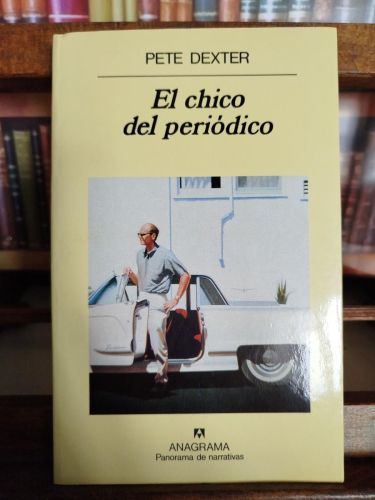 PETE DEXTER
El chico
del periódico
ANAGRAMA
Panorama de narrativas